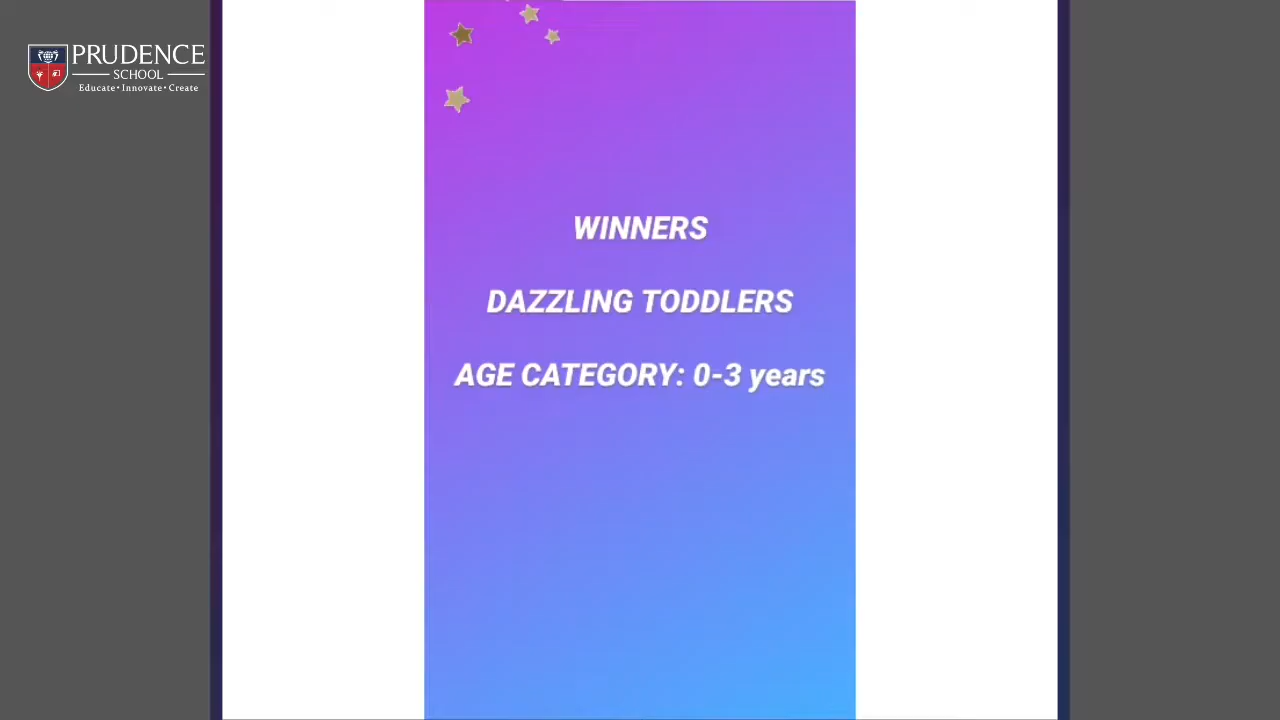 PRUDENCE
SCHOOL
Educate • Innovate • Create
WINNERS
DAZZLING TODDLERS
AGE CATEGORY: 0-3 years